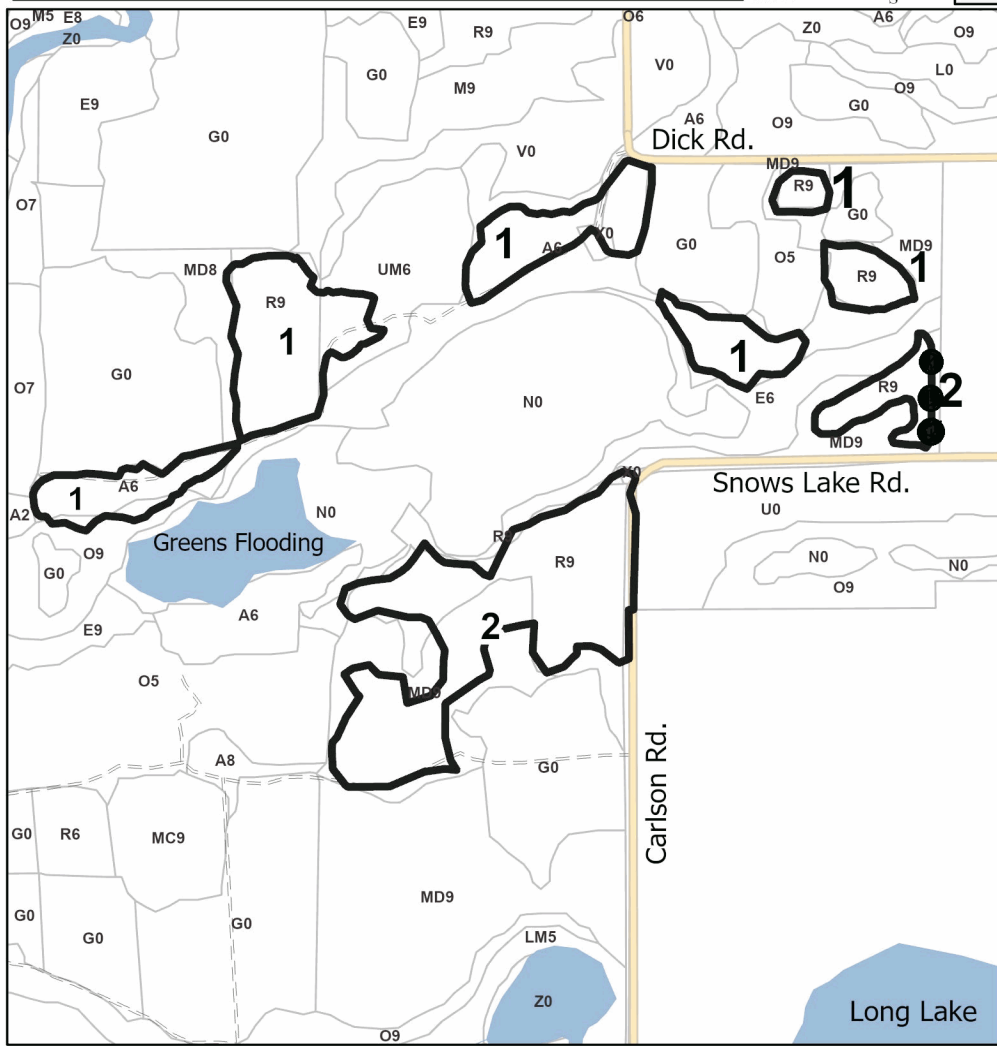 M5 E8 E9 O6 A6
O9 Z0 R9 Z0 O9
G0 V0 L0
E9 M9 O9
G0
G0 A6 O9
Dick Rd.
V0 MD9
R9 1
O7 G0
1 A6 X0 G0 O5 MD9
MD8 UM6 R9 1
R9
1 1
O7 G0 E6 R9 2
N0
MD9
X0
A6 Snows Lake Rd.
1
A2 N0 U0
Greens Flooding R9
O9 R9 N0 N0
G0 O9
A6
E9 2
O5
MD9
A8 G0
Carlson Rd.
G0 R6 MC9
MD9
G0 G0 G0
LM5
Z0 Long Lake
O9